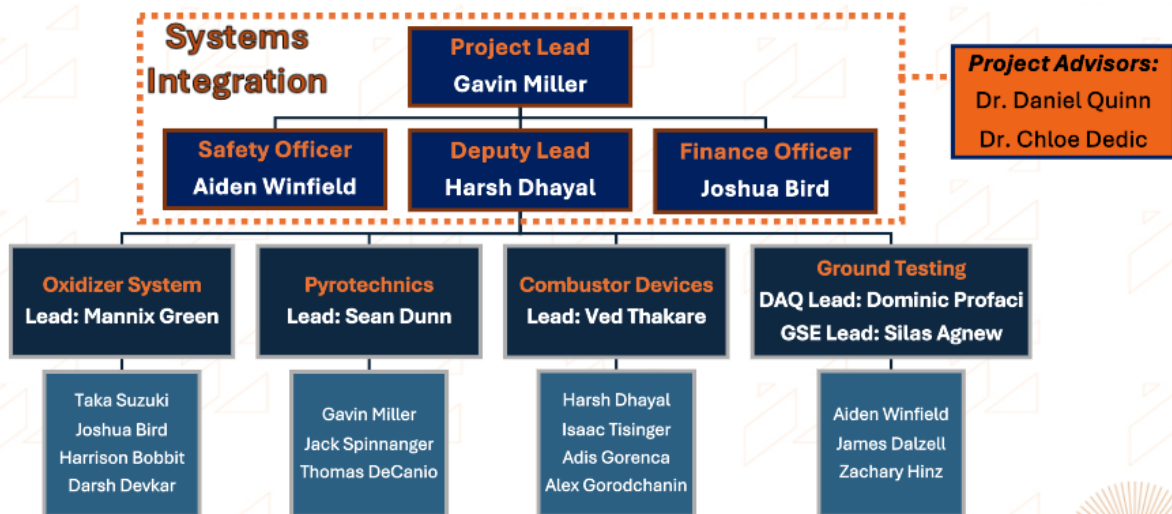 Systems
Integration
Project Lead
Gavin Miller
Project Advisors:
Dr. Daniel Quinn
Dr. Chloe Dedic
Safety Officer
Aiden Winfield
Deputy Lead
Harsh Dhayal
Finance Officer
Joshua Bird
Oxidizer System
Lead: Mannix Green
Pyrotechnics
Lead: Sean Dunn
Combustor Devices
Lead: Ved Thakare
Ground Testing
DAQ Lead: Dominic Profaci
GSE Lead: Silas Agnew
Taka Suzuki
Joshua Bird
Harrison Bobbit
Darsh Devkar
Gavin Miller
Jack Spinnanger
Thomas DeCanio
Harsh Dhayal
Isaac Tisinger
Adis Gorenca
Alex Gorodchanin
Aiden Winfield
James Dalzell
Zachary Hinz